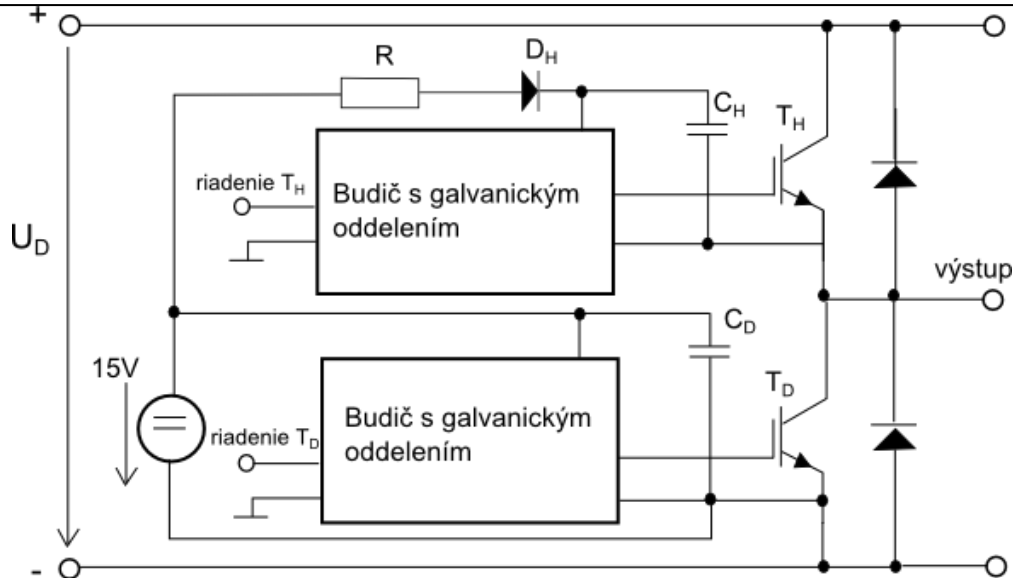 +
R
D_H
C_H
T_H
riadenie T_H
Budič s galvanickým
oddelením
U_D
výstup
C_D
15V
T_D
Budič s galvanickým
riadenie T_D
oddelením
-